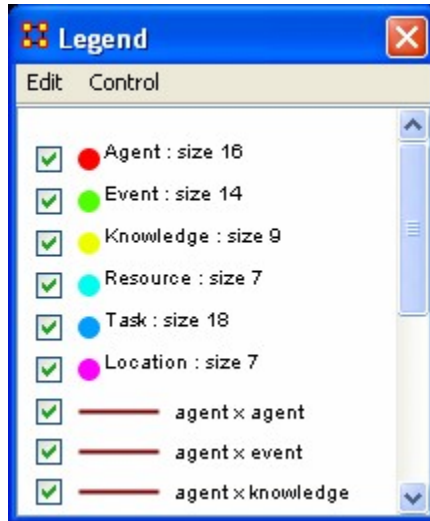 Legend
Edit Control
Agent : size 16
Event : size 14
Knowledge : size 9
Resource : size 7
Task : size 18
Location : size 7
agent x agent
agent x event
agent x knowledge